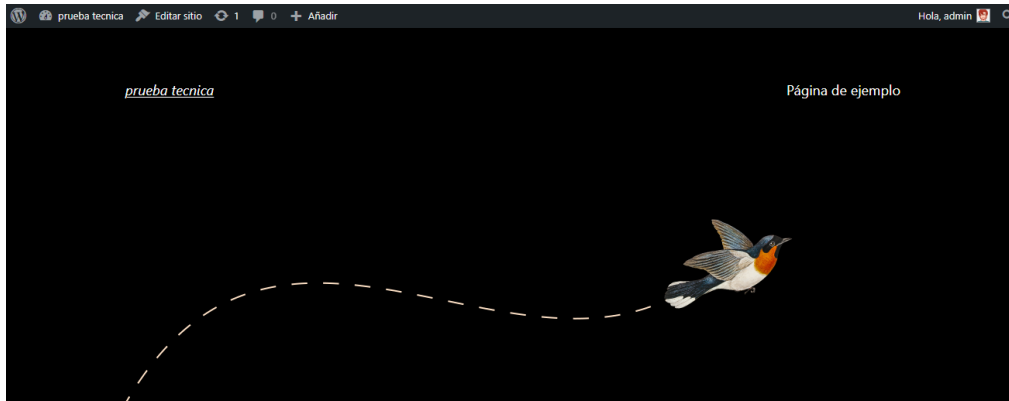 prueba tecnica Editar sitio 1 0 Añadir Hola, admin
prueba tecnica Página de ejemplo